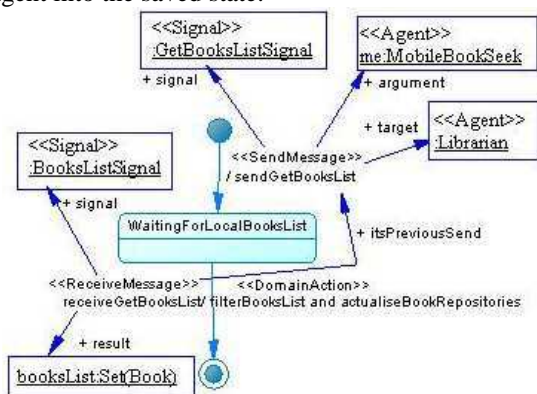 agent into the saved state.
<<Signal>>
:GetBooksListSignal
<<Agent>>
me:MobileBookSeek
+ signal
+ argument
<<Agent>>
:Librarian
+ target
<<Signal>>
:BooksListSignal
<<SendMessage>>
/ sendGetBooksList
+ signal
WaitingForLocalBooksList
+ itsPreviousSend
<<ReceiveMessage>>
<<DomainAction>>
receiveGetBooksList/ filterBooksList and actualiseBookRepositories
+ result
booksList:Set(Book)